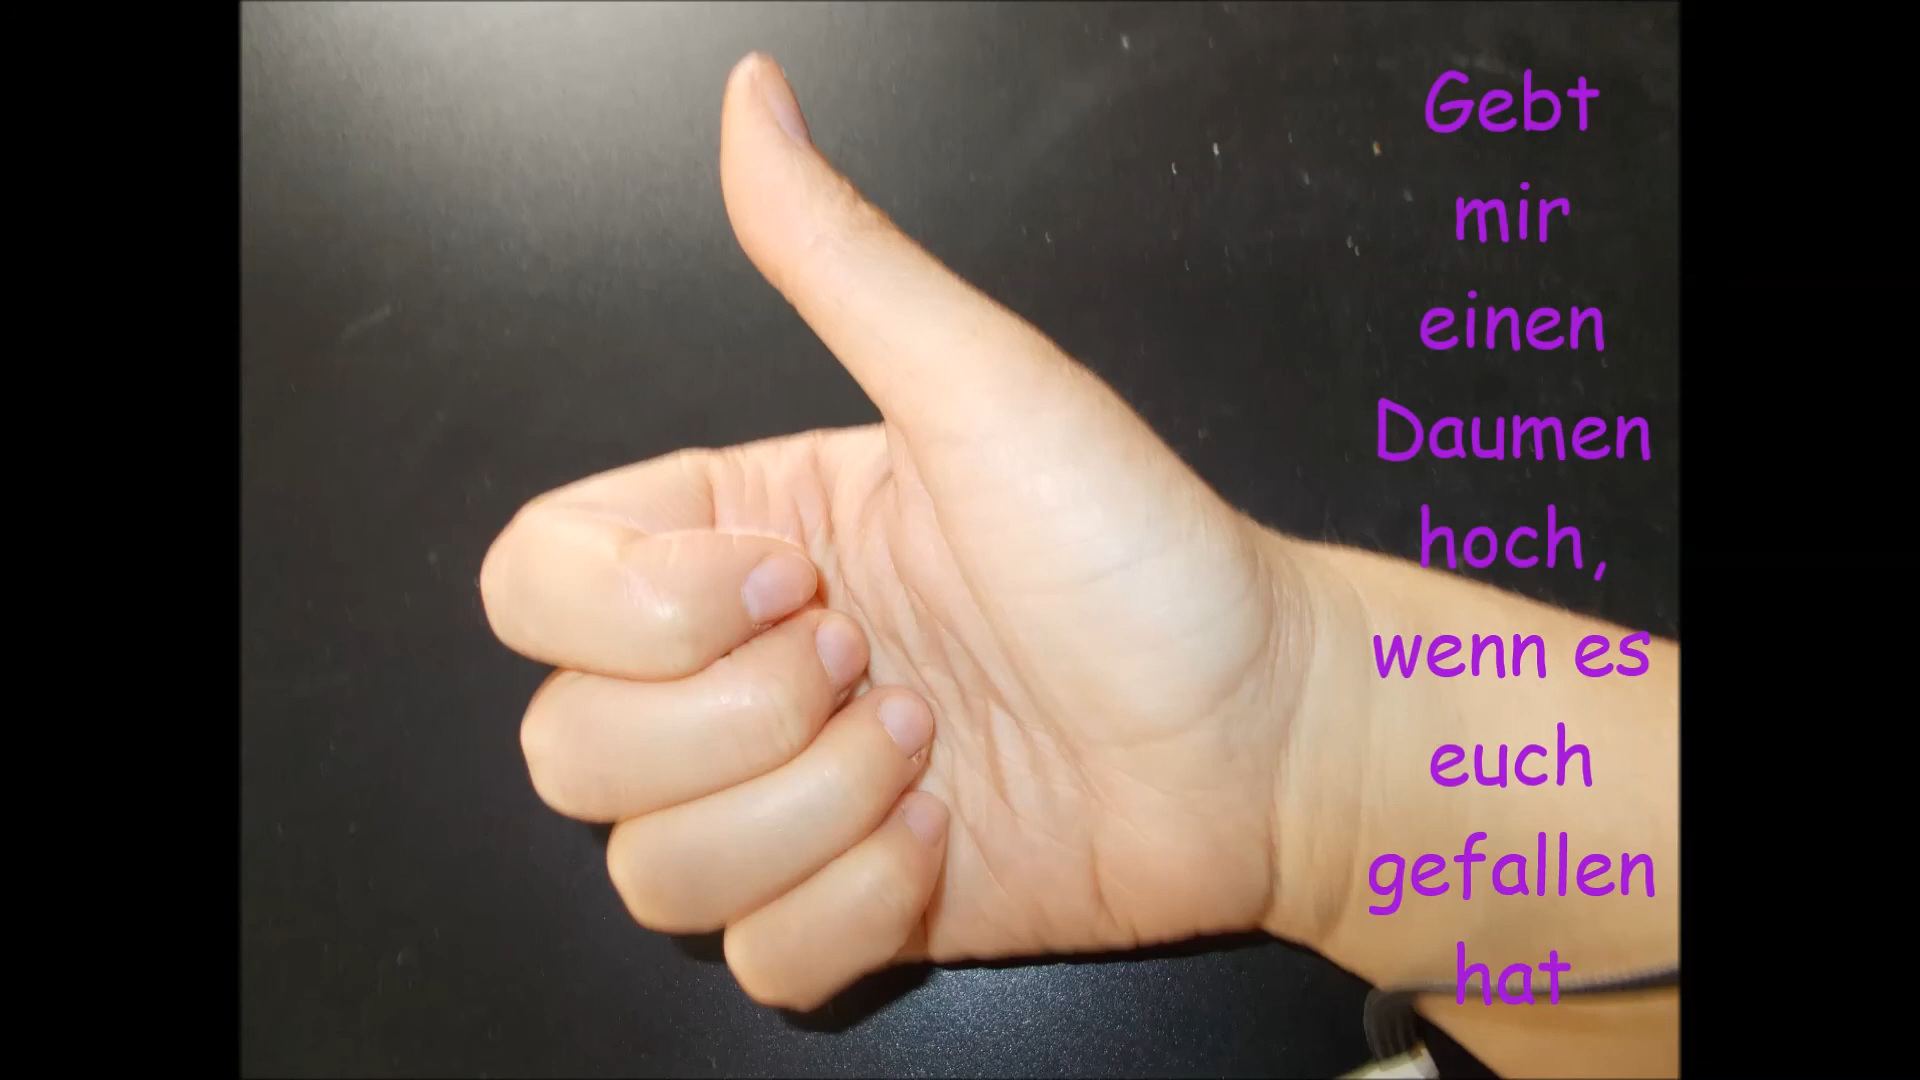 Gebt
mir
einen
Daumen
hoch,
wenn es
euch
gefallen
hat